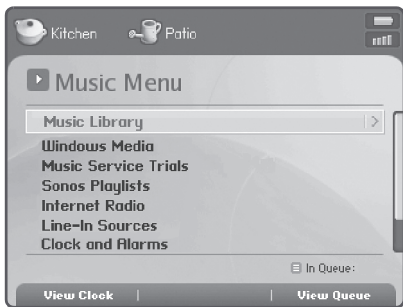 Kitchen Patio
Music Menu
Music Library
Windows Media
Music Service Trials
Sonos Playlists
Internet Radio
Line-In Sources
Clock and Alarms
In Queue:
View Clock | | View Queue